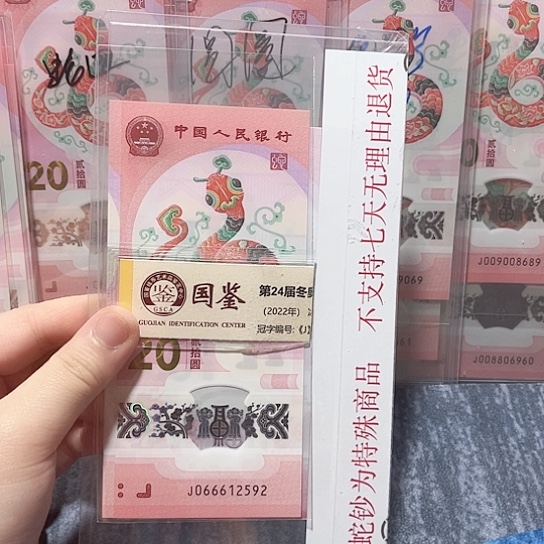 中国人民银行
国鉴
GSCA
GUOJIAN IDENTIFICATION CENTER
第24届冬
(2022年)
冠字编号:
20
贰拾圆
J066612592
蛇钞为特殊商品 不支持七天无理由退货
20
贰拾圆
J009008689
9069
J008806960